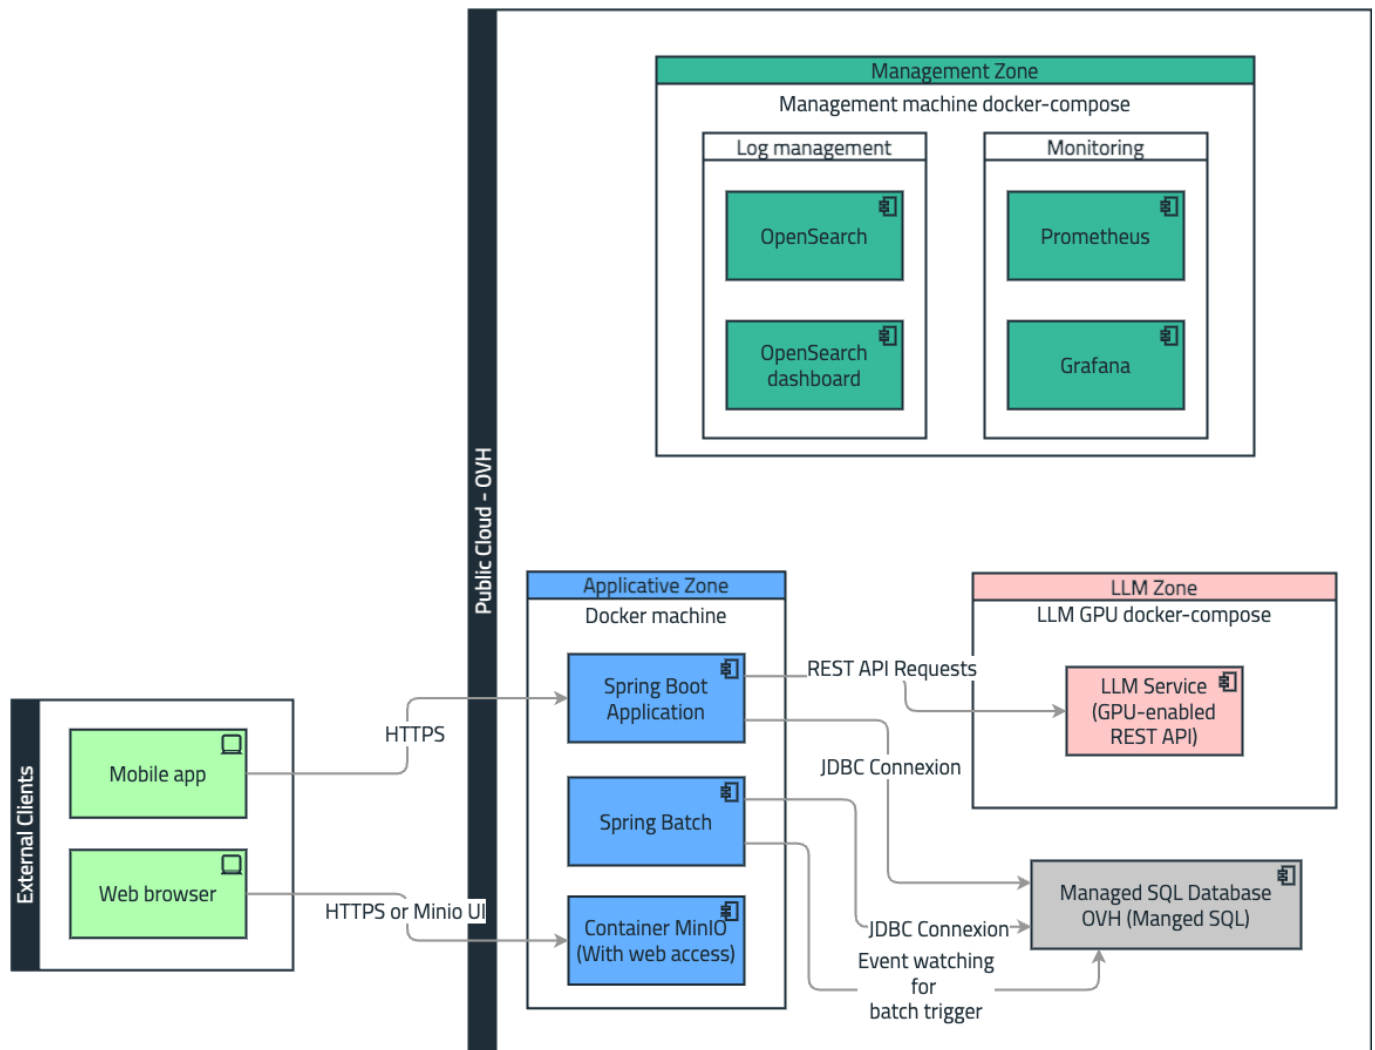 Public Cloud - OVH
Management Zone
Management machine docker-compose
Log management
OpenSearch
OpenSearch
dashboard
Monitoring
Prometheus
Grafana
External Clients
Mobile app
Web browser
HTTPS
HTTPS or Minio UI
Applicative Zone
Docker machine
Spring Boot
Application
Spring Batch
Container MinIO
(With web access)
REST API Requests
JDBC Connexion
JDBC Connexion
Event watching
for
batch trigger
LLM Zone
LLM GPU docker-compose
LLM Service
(GPU-enabled
REST API)
Managed SQL Database
OVH (Manged SQL)